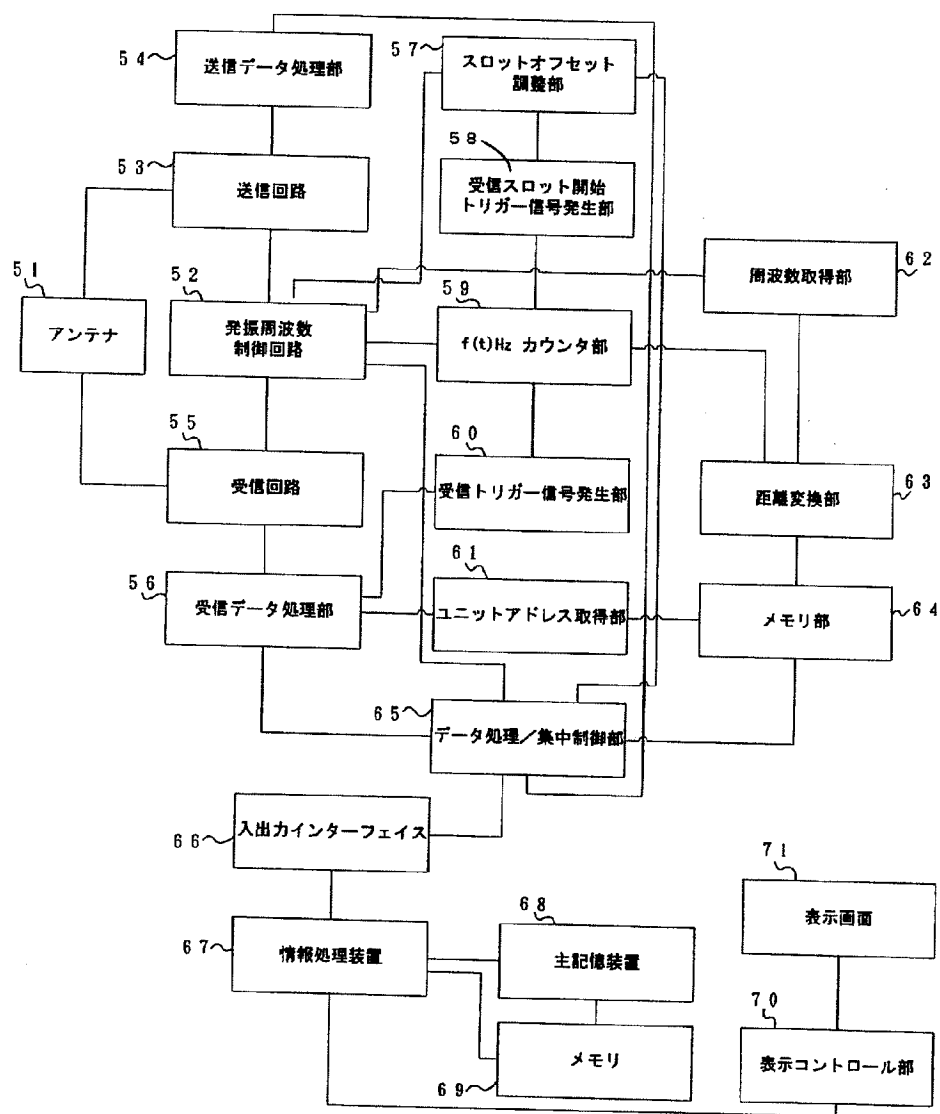 54
送信データ処理部
57
スロットオフセット
調整部
53
送信回路
58
受信スロット開始
トリガー信号発生部
51
アンテナ
52
発振周波数
制御回路
59
f(t)Hz カウンタ部
周波数取得部
62
55
受信回路
60
受信トリガー信号発生部
距離変換部
63
56
受信データ処理部
61
ユニットアドレス取得部
メモリ部
64
65
データ処理/集中制御部
66
入出力インターフェイス
67
情報処理装置
68
主記憶装置
71
表示画面
69
メモリ
70
表示コントロール部